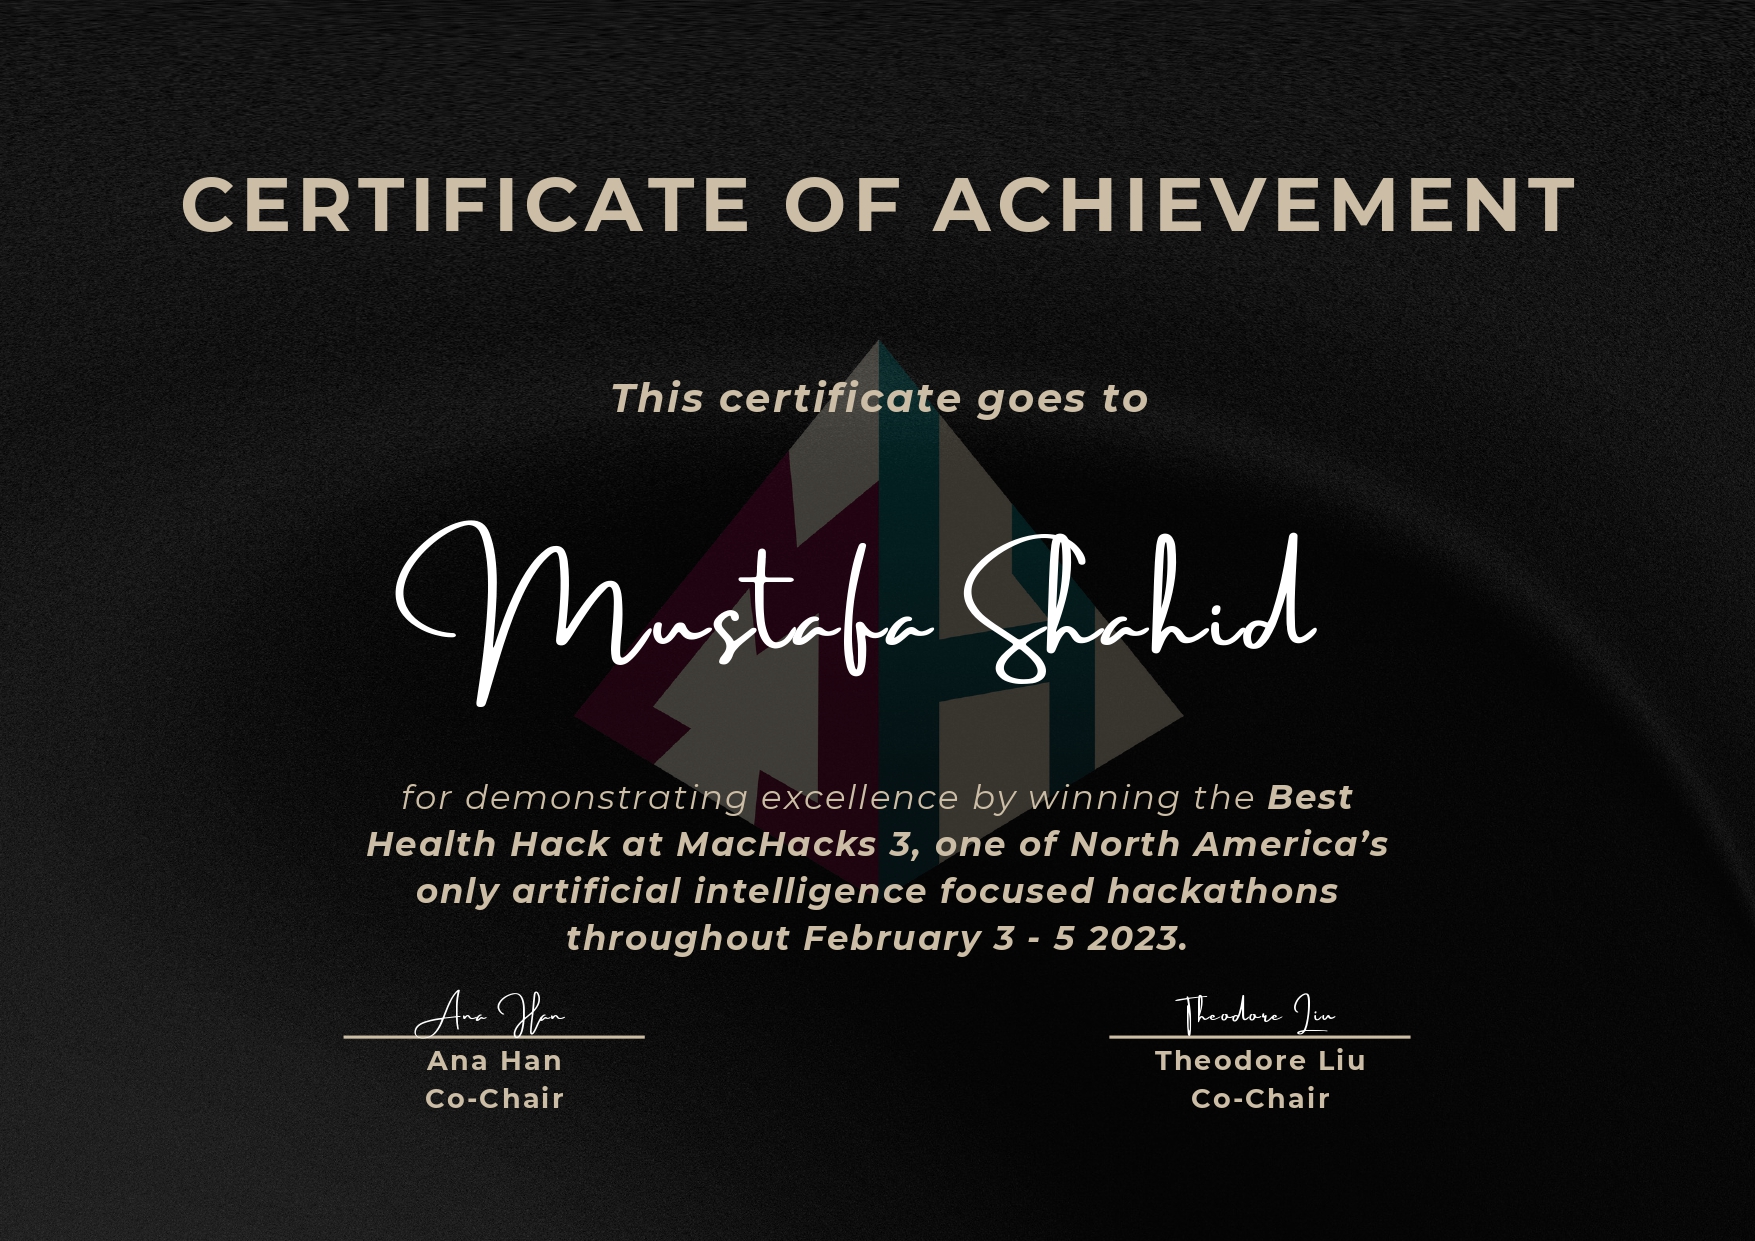 CERTIFICATE OF ACHIEVEMENT
This certificate goes to
Mustafa Shahid
for demonstrating excellence by winning the Best
Health Hack at MacHacks 3, one of North America’s
only artificial intelligence focused hackathons
throughout February 3 - 5 2023.
Ana Han
Theodore Liu
Ana Han
Theodore Liu
Co-Chair
Co-Chair